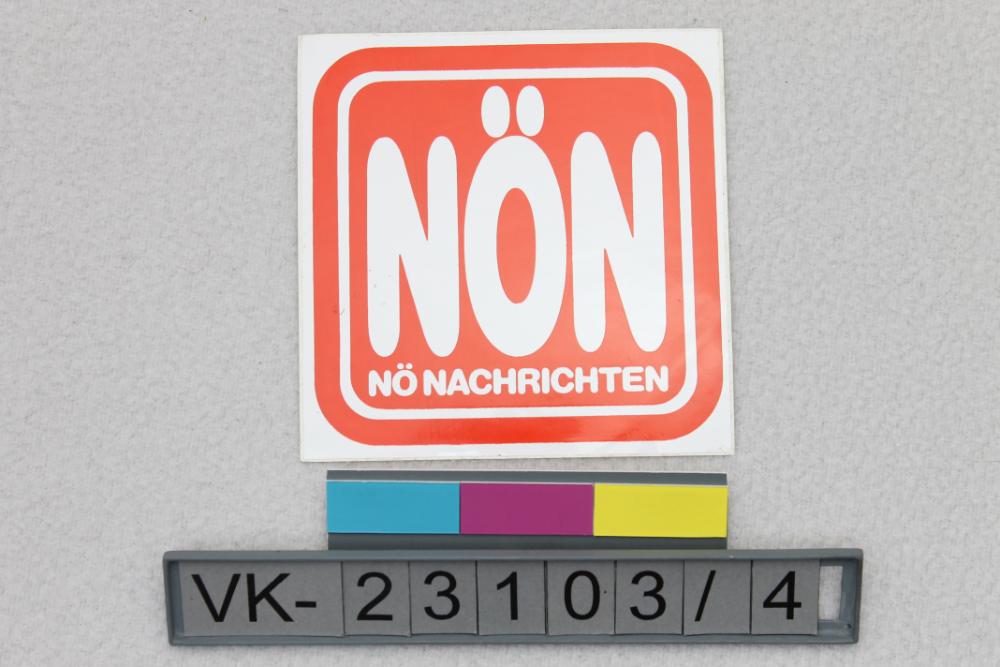 NÖN
NÖ NACHRICHTEN
VK-23103/4